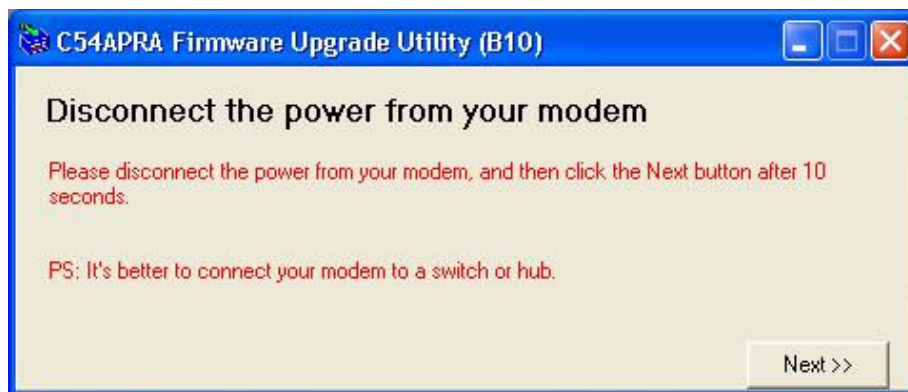 C54APRA Firmware Upgrade Utility (B10)
Disconnect the power from your modem
Please disconnect the power from your modem, and then click the Next button after 10
seconds.
PS: It's better to connect your modem to a switch or hub.
Next >>